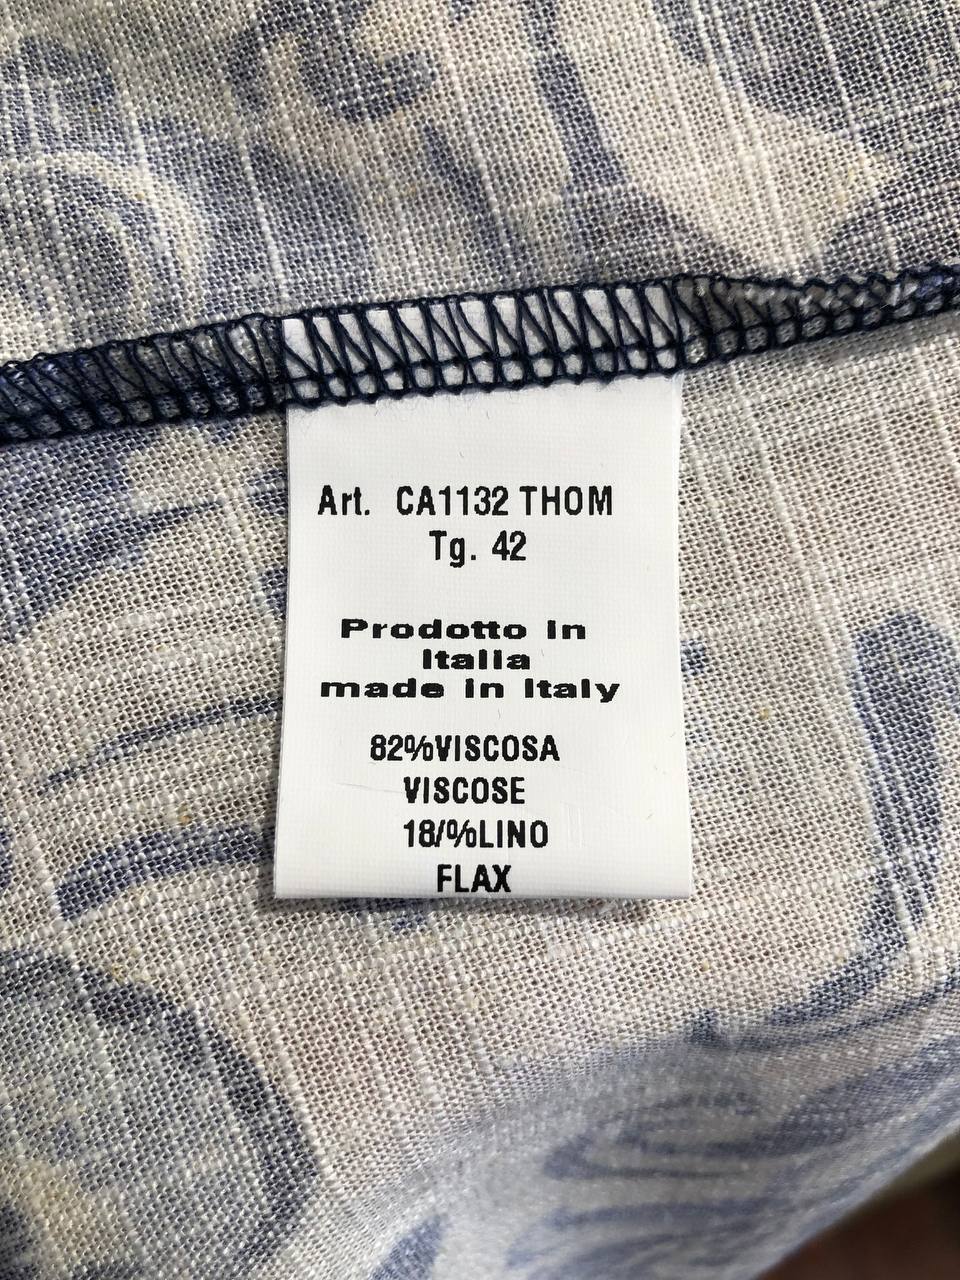 Art. CA1132 THOM
Tg. 42
Prodotto in
Italia
made in Italy
82%VISCOSA
VISCOSE
18/%LINO
FLAX